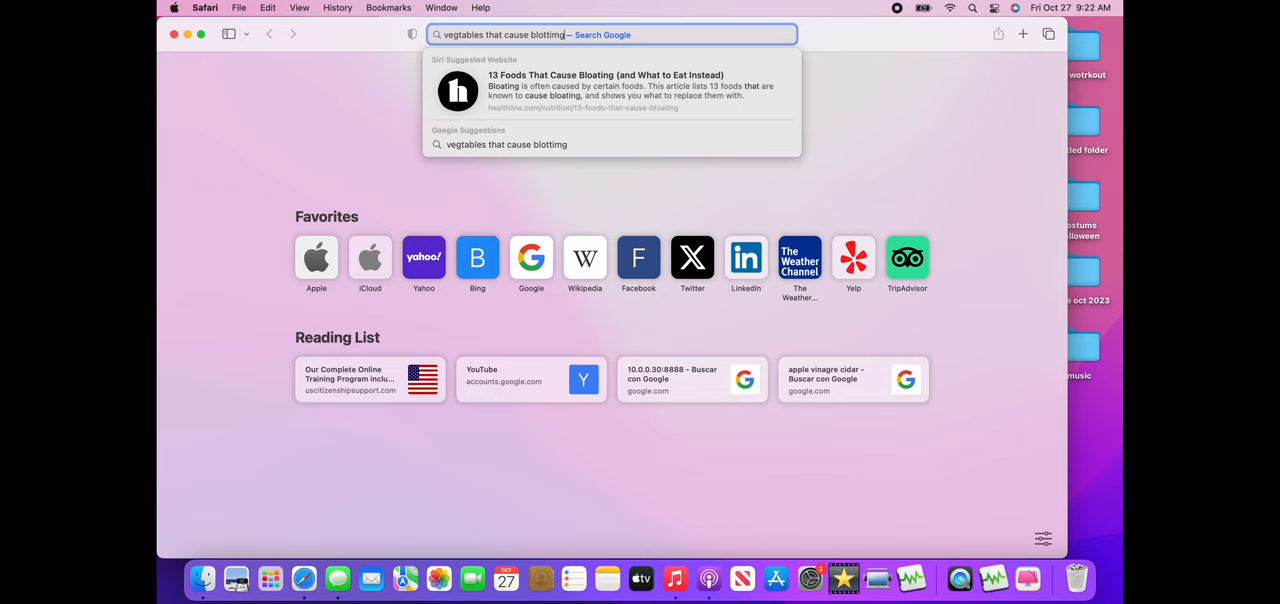 Safari File Edit View History Bookmarks Window Help Fri Oct 27 9:22 AM
vegtables that cause blottimg — Search Google
Siri Suggested Website
13 Foods That Cause Bloating (and What to Eat Instead)
Bloating is often caused by certain foods. This article lists 13 foods that are
known to cause bloating, and shows you what to replace them with.
healthline.com/nutrition/13-foods-that-cause-bloating
Google Suggestions
vegtables that cause blottimg
wotrkout
tled folder
ostums
lloween
e oct 2023
music
Favorites
yahoo!
B
W
F
X
in
The
Weather
Channel
Apple iCloud Yahoo Bing Google Wikipedia Facebook Twitter LinkedIn The Yelp TripAdvisor
Weather...
Reading List
Our Complete Online
Training Program inclu...
uscitizenshipsupport.com
YouTube
accounts.google.com
Y
10.0.0.30:8888 - Buscar
con Google
google.com
apple vinagre cidar -
Buscar con Google
google.com
OCT
27
tv
2